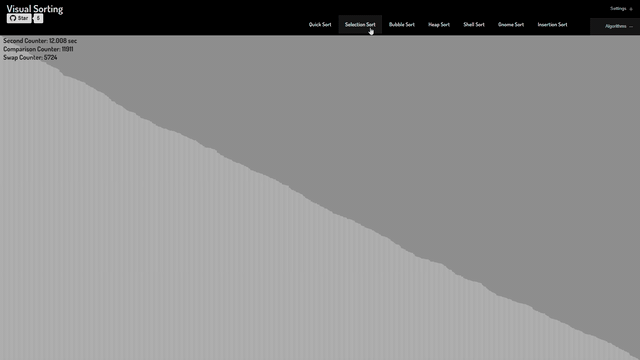 Visual Sorting
Star 6
Settings
Quick Sort Selection Sort Bubble Sort Heap Sort Shell Sort Gnome Sort Insertion Sort Algorithms
Second Counter: 12.008 sec
Comparison Counter: 11911
Swap Counter: 5724